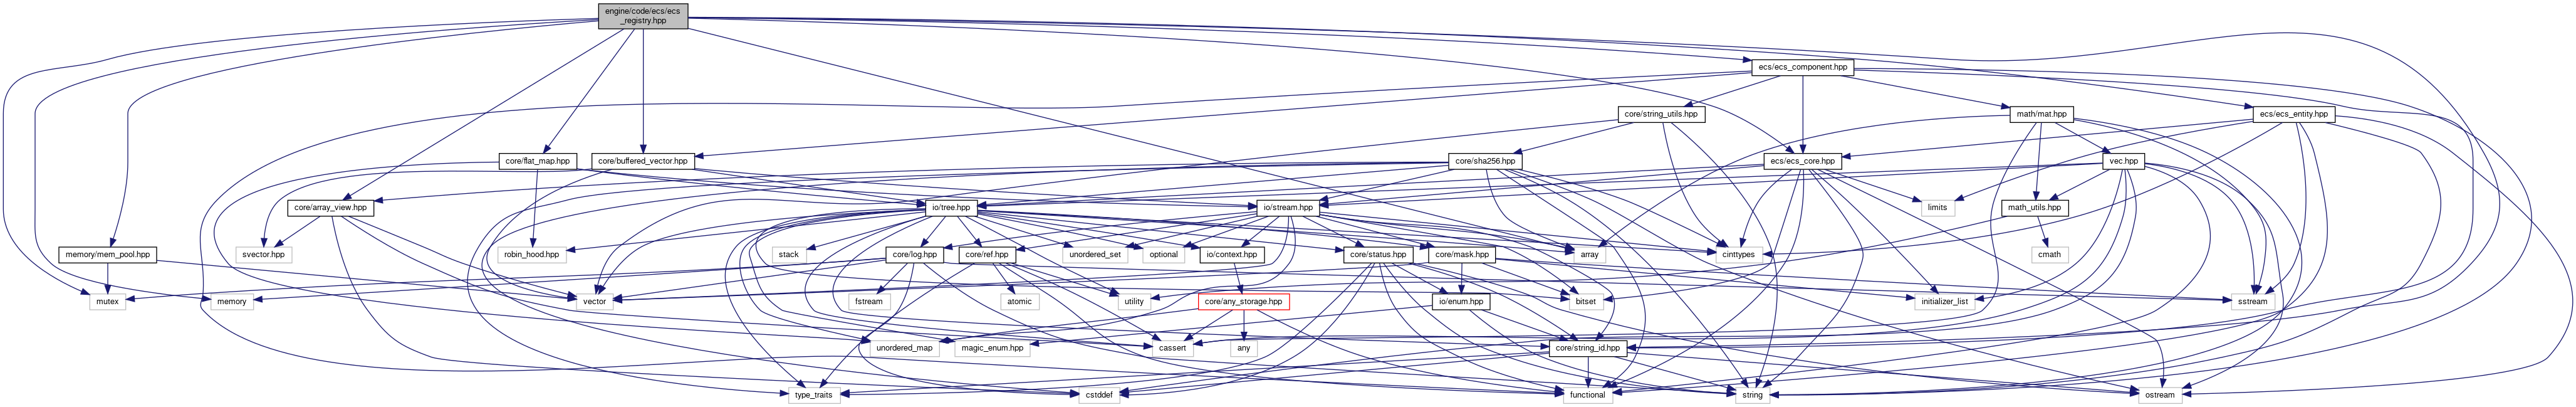 engine/code/ecs/ecs
_registry.hpp
ecs/ecs_component.hpp
core/string_utils.hpp
math/mat.hpp
ecs/ecs_entity.hpp
core/flat_map.hpp
core/buffered_vector.hpp
core/sha256.hpp
ecs/ecs_core.hpp
vec.hpp
core/array_view.hpp
io/tree.hpp
io/stream.hpp
limits
math_utils.hpp
memory/mem_pool.hpp
svector.hpp
robin_hood.hpp
stack
core/log.hpp
core/ref.hpp
unordered_set
optional
io/context.hpp
core/status.hpp
core/mask.hpp
array
cinttypes
cmath
mutex
memory
vector
fstream
atomic
utility
core/any_storage.hpp
io/enum.hpp
bitset
initializer_list
sstream
unordered_map
magic_enum.hpp
cassert
any
core/string_id.hpp
type_traits
cstddef
functional
string
ostream